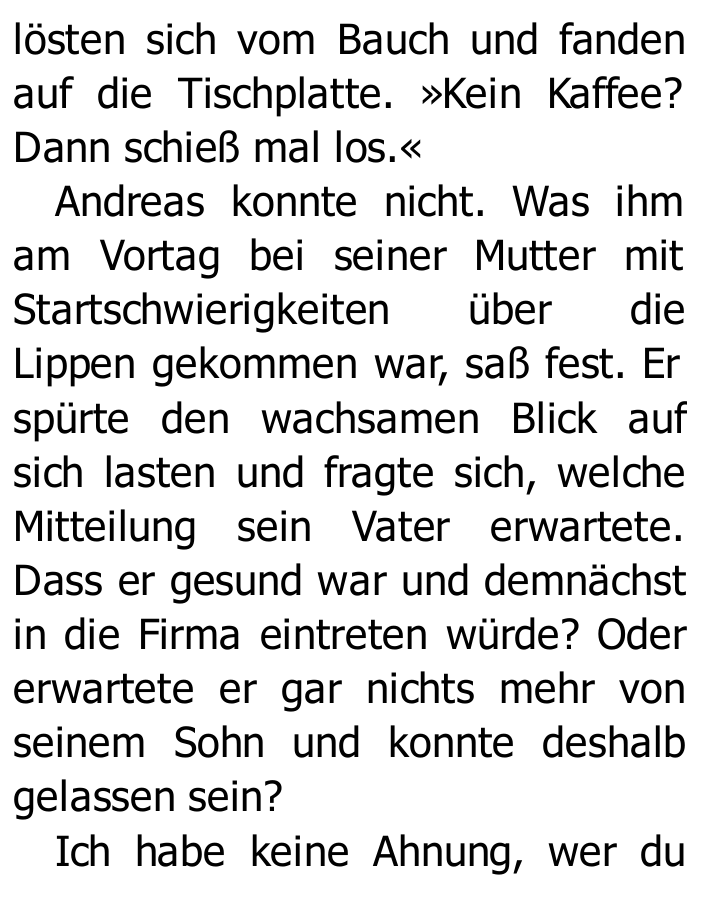 lösten sich vom Bauch und fanden
auf die Tischplatte. »Kein Kaffee?
Dann schieß mal los.«
Andreas konnte nicht. Was ihm
am Vortag bei seiner Mutter mit
Startschwierigkeiten über die
Lippen gekommen war, saß fest. Er
spürte den wachsamen Blick auf
sich lasten und fragte sich, welche
Mitteilung sein Vater erwartete.
Dass er gesund war und demnächst
in die Firma eintreten würde? Oder
erwartete er gar nichts mehr von
seinem Sohn und konnte deshalb
gelassen sein?
Ich habe keine Ahnung, wer du